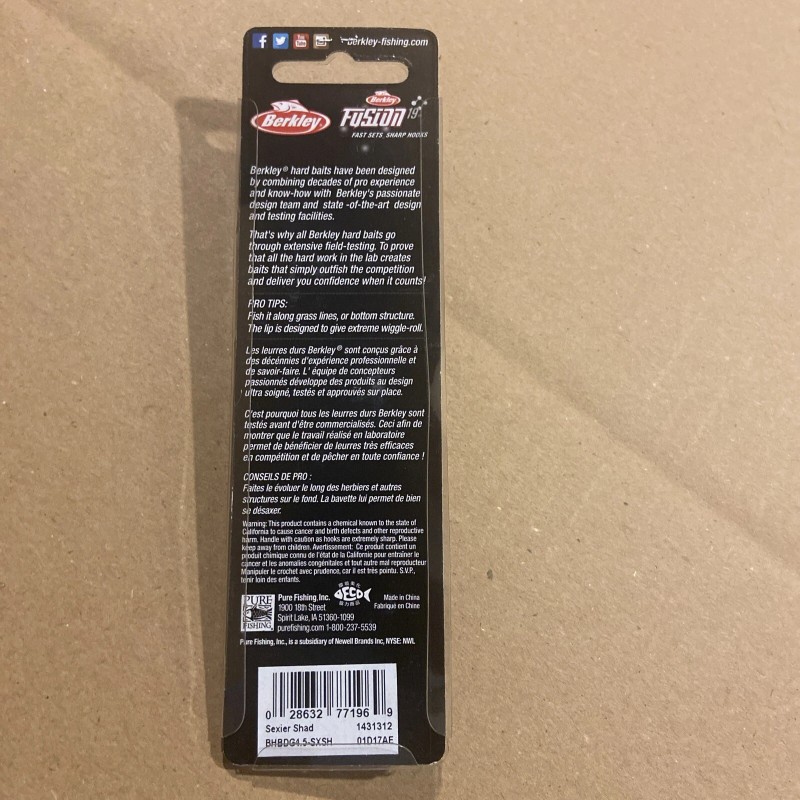 berkley-fishing.com
Berkley
Berkley
FUSION 19
FAST SETS, SHARP HOOKS
Berkley® hard baits have been designed
by combining decades of pro experience
and know-how with Berkley's passionate
design team and state -of-the-art design
and testing facilities.
That's why all Berkley hard baits go
through extensive field-testing. To prove
that all the hard work in the lab creates
baits that simply outfish the competition
and deliver you confidence when it counts!
PRO TIPS:
Fish it along grass lines, or bottom structure.
The lip is designed to give extreme wiggle-roll.
Les leurres durs Berkley® sont conçus grâce à
des décénnies d'expérience professionnelle et
de savoir-faire. L' équipe de concepteurs
passionnés développe des produits au design
ultra soigné, testés et approuvés sur place.
C'est pourquoi tous les leurres durs Berkley sont
testés avant d'être commercialisés. Ceci afin de
montrer que le travail réalisé en laboratoire
permet de bénéficier de leurres très efficaces
en compétition et de pêcher en toute confiance !
CONSEILS DE PRO :
Faites le évoluer le long des herbiers et autres
structures sur le fond. La bavette lui permet de bien
se désaxer.
Warning: This product contains a chemical known to the state of
California to cause cancer and birth defects and other reproductive
harm. Handle with caution as hooks are extremely sharp. Please
keep away from children. Avertissement: Ce produit contient un
produit chimique connu de l'état de la Californie pour entraîner le
cancer et les anomalies congénitales et tout autre mal reproducteur
Manipuler le crochet avec prudence, car il est très pointu. S.V.P.,
tenir loin des enfants.
PURE
FISHING
Pure Fishing, Inc.
1900 18th Street
Spirit Lake, IA 51360-1099
purefishing.com 1-800-237-5539
ECO
Made in China
Fabriqué en Chine
Pure Fishing, Inc., is a subsidiary of Newell Brands Inc, NYSE: NWL
0 28632 77196 9
Sexier Shad 1431312
BHBDG4.5-SXSH 01D17AE